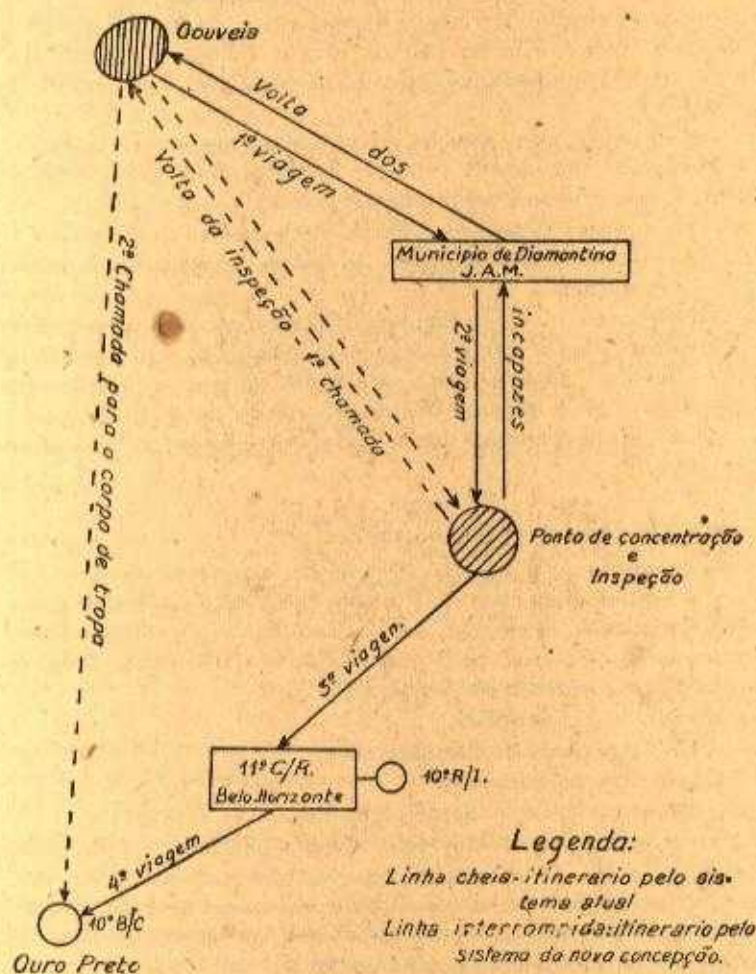 Gouveia
Volta dos
1ª viagem
Volta da inspeção - 1ª chamada
2ª Chamada para o corpo de tropa
Municipio de Diamantina
J.A.M.
2ª viagem
incapazes
Ponto de concentração
e
Inspeção
3ª viagem.
11ª C/R.
Belo Horizonte
10º R/I.
4ª viagem
10º B/C
Ouro Preto
Legenda:
Linha cheia-itinerario pelo sis-
tema atual
Linha interrompida:itinerario pelo
sistema da nova concepção.